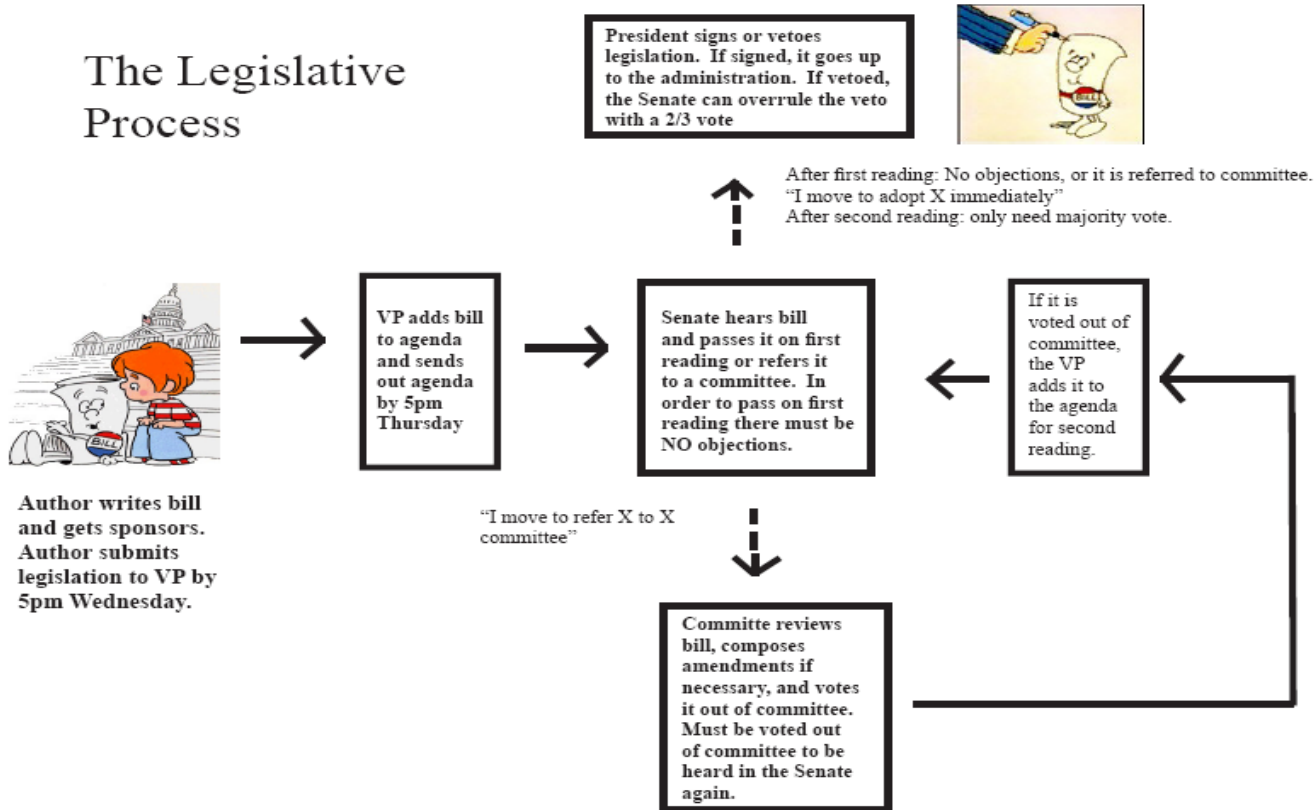 The Legislative
Process
President signs or vetoes
legislation. If signed, it goes up
to the administration. If vetoed,
the Senate can overrule the veto
with a 2/3 vote
BILL
After first reading: No objections, or it is referred to committee.
“I move to adopt X immediately”
After second reading: only need majority vote.
BILL
Author writes bill
and gets sponsors.
Author submits
legislation to VP by
5pm Wednesday.
VP adds bill
to agenda
and sends
out agenda
by 5pm
Thursday
Senate hears bill
and passes it on first
reading or refers it
to a committee. In
order to pass on first
reading there must be
NO objections.
If it is
voted out of
committee,
the VP
adds it to
the agenda
for second
reading.
“I move to refer X to X
committee”
Committe reviews
bill, composes
amendments if
necessary, and votes
it out of committee.
Must be voted out
of committee to be
heard in the Senate
again.